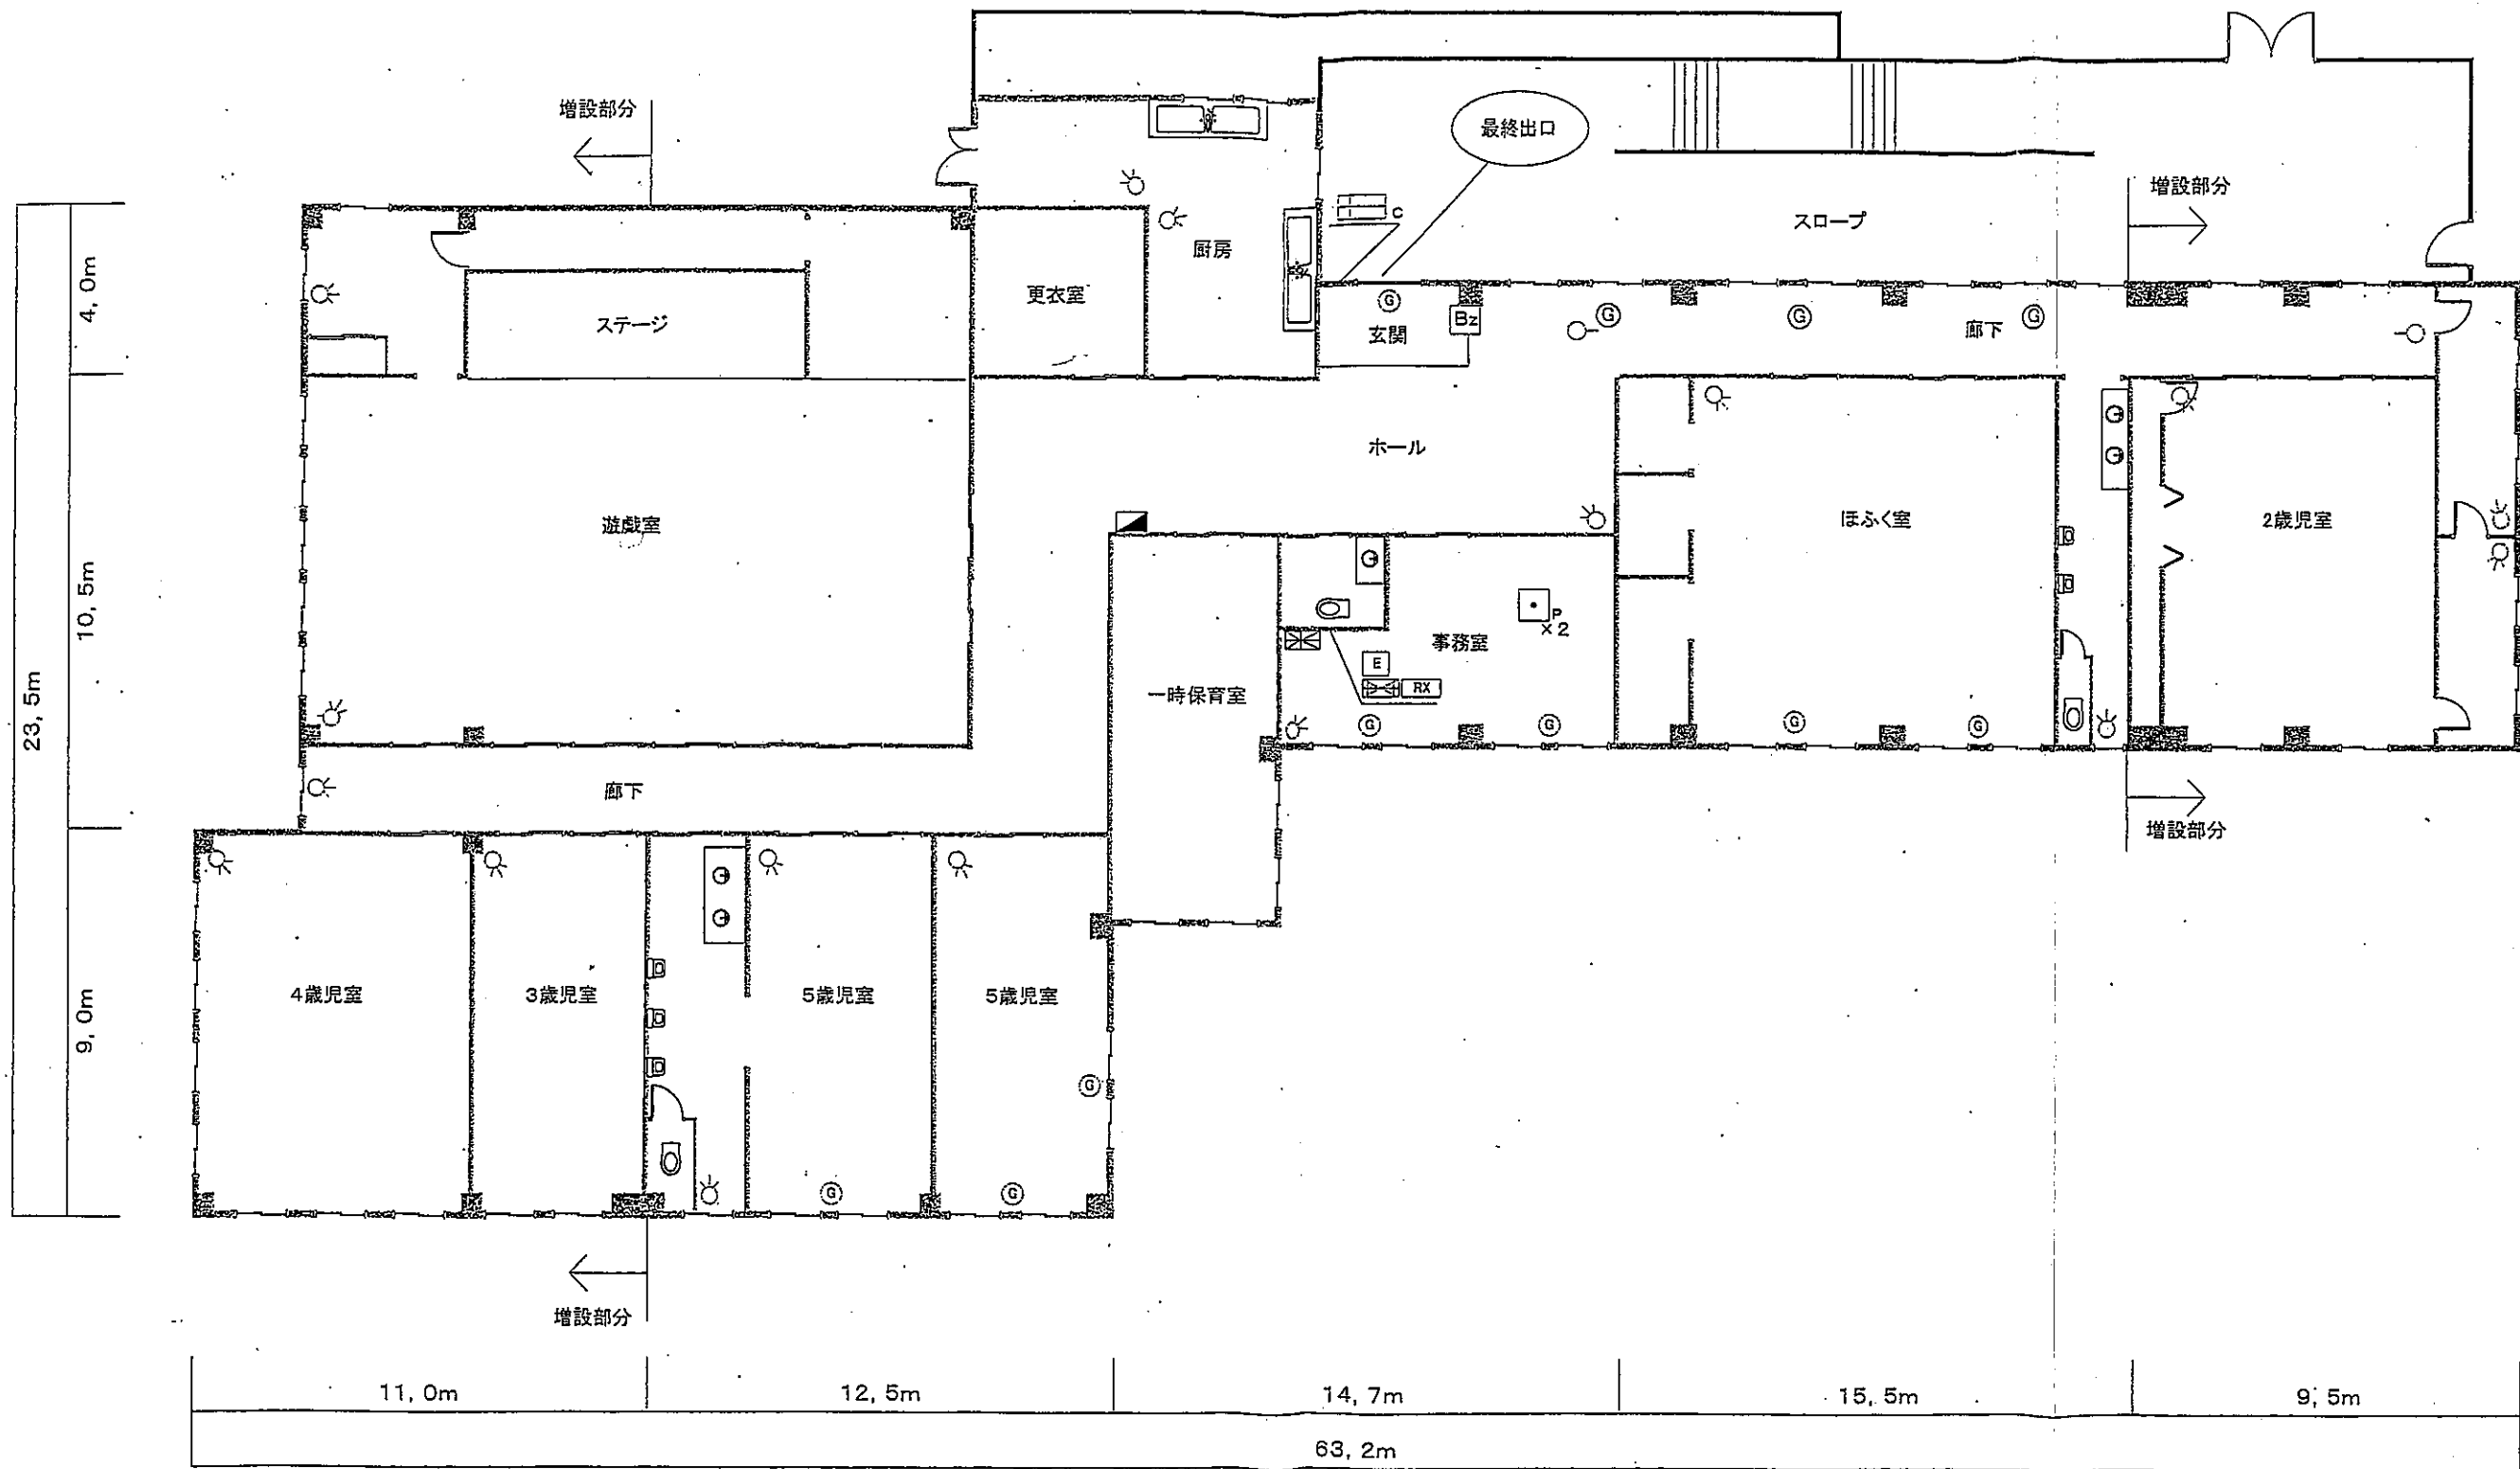 増設部分
最終出口
増設部分
C
スロープ
厨房
更衣室
G
G
G
G
ステージ
玄関
Bz
廊下
4, 0m
ホール
遊戯室
ほふく室
2歳児室
10, 5m
P
×2
事務室
E
RX
一時保育室
23, 5m
G
G
G
G
廊下
増設部分
4歳児室
3歳児室
5歳児室
5歳児室
9, 0m
G
G
G
増設部分
11, 0m
12, 5m
14, 7m
15, 5m
9, 5m
63, 2m